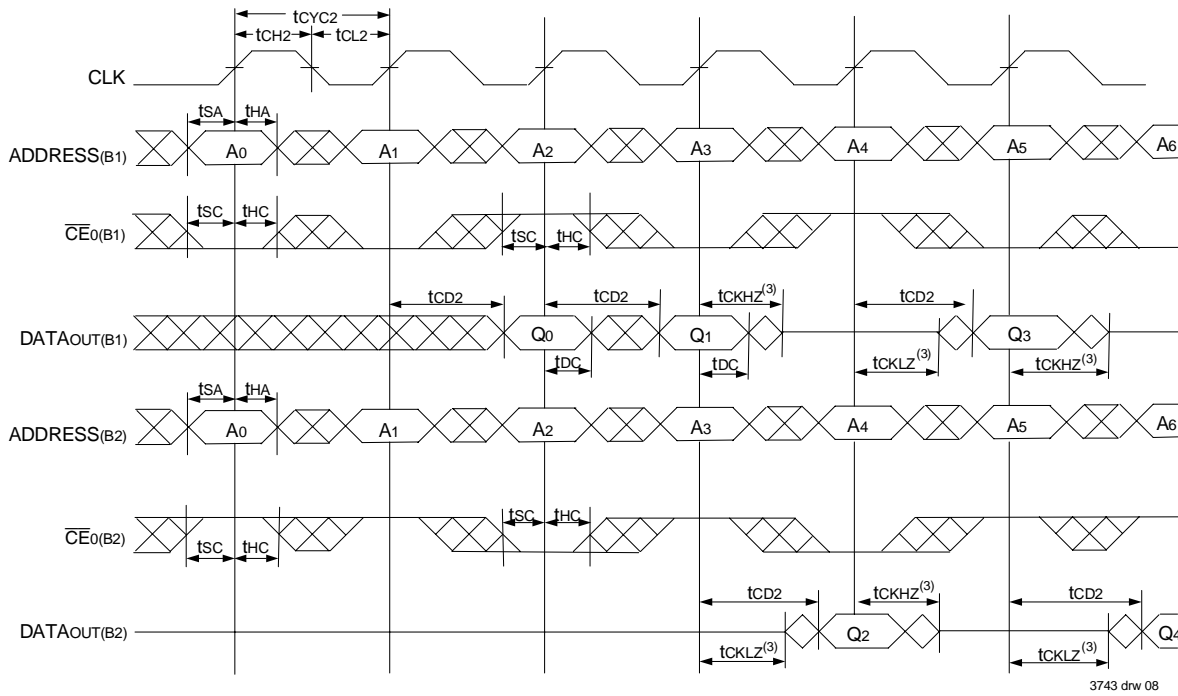 tCYC2
tCH2 tCL2
CLK
tSA tHA
ADDRESS(B1) A0 A1 A2 A3 A4 A5 A6
tSC tHC
CE0(B1)
tSC tHC
tCD2 tCD2 tCKHZ(3) tCD2
DATAOUT(B1) Q0 Q1 Q3
tDC tDC tCKLZ(3) tCKHZ(3)
tSA tHA
ADDRESS(B2) A0 A1 A2 A3 A4 A5 A6
tSC tHC
CE0(B2)
tSC tHC
tCD2 tCKHZ(3) tCD2
DATAOUT(B2) Q2 Q4
tCKLZ(3) tCKLZ(3)
3743 drw 08